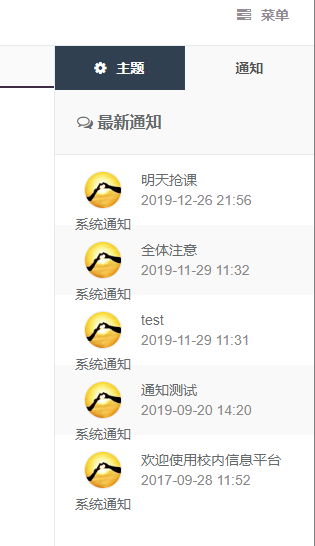 菜单
主题
通知
最新通知
明天抢课
2019-12-26 21:56
系统通知
全体注意
2019-11-29 11:32
系统通知
test
2019-11-29 11:31
系统通知
通知测试
2019-09-20 14:20
系统通知
欢迎使用校内信息平台
2017-09-28 11:52
系统通知